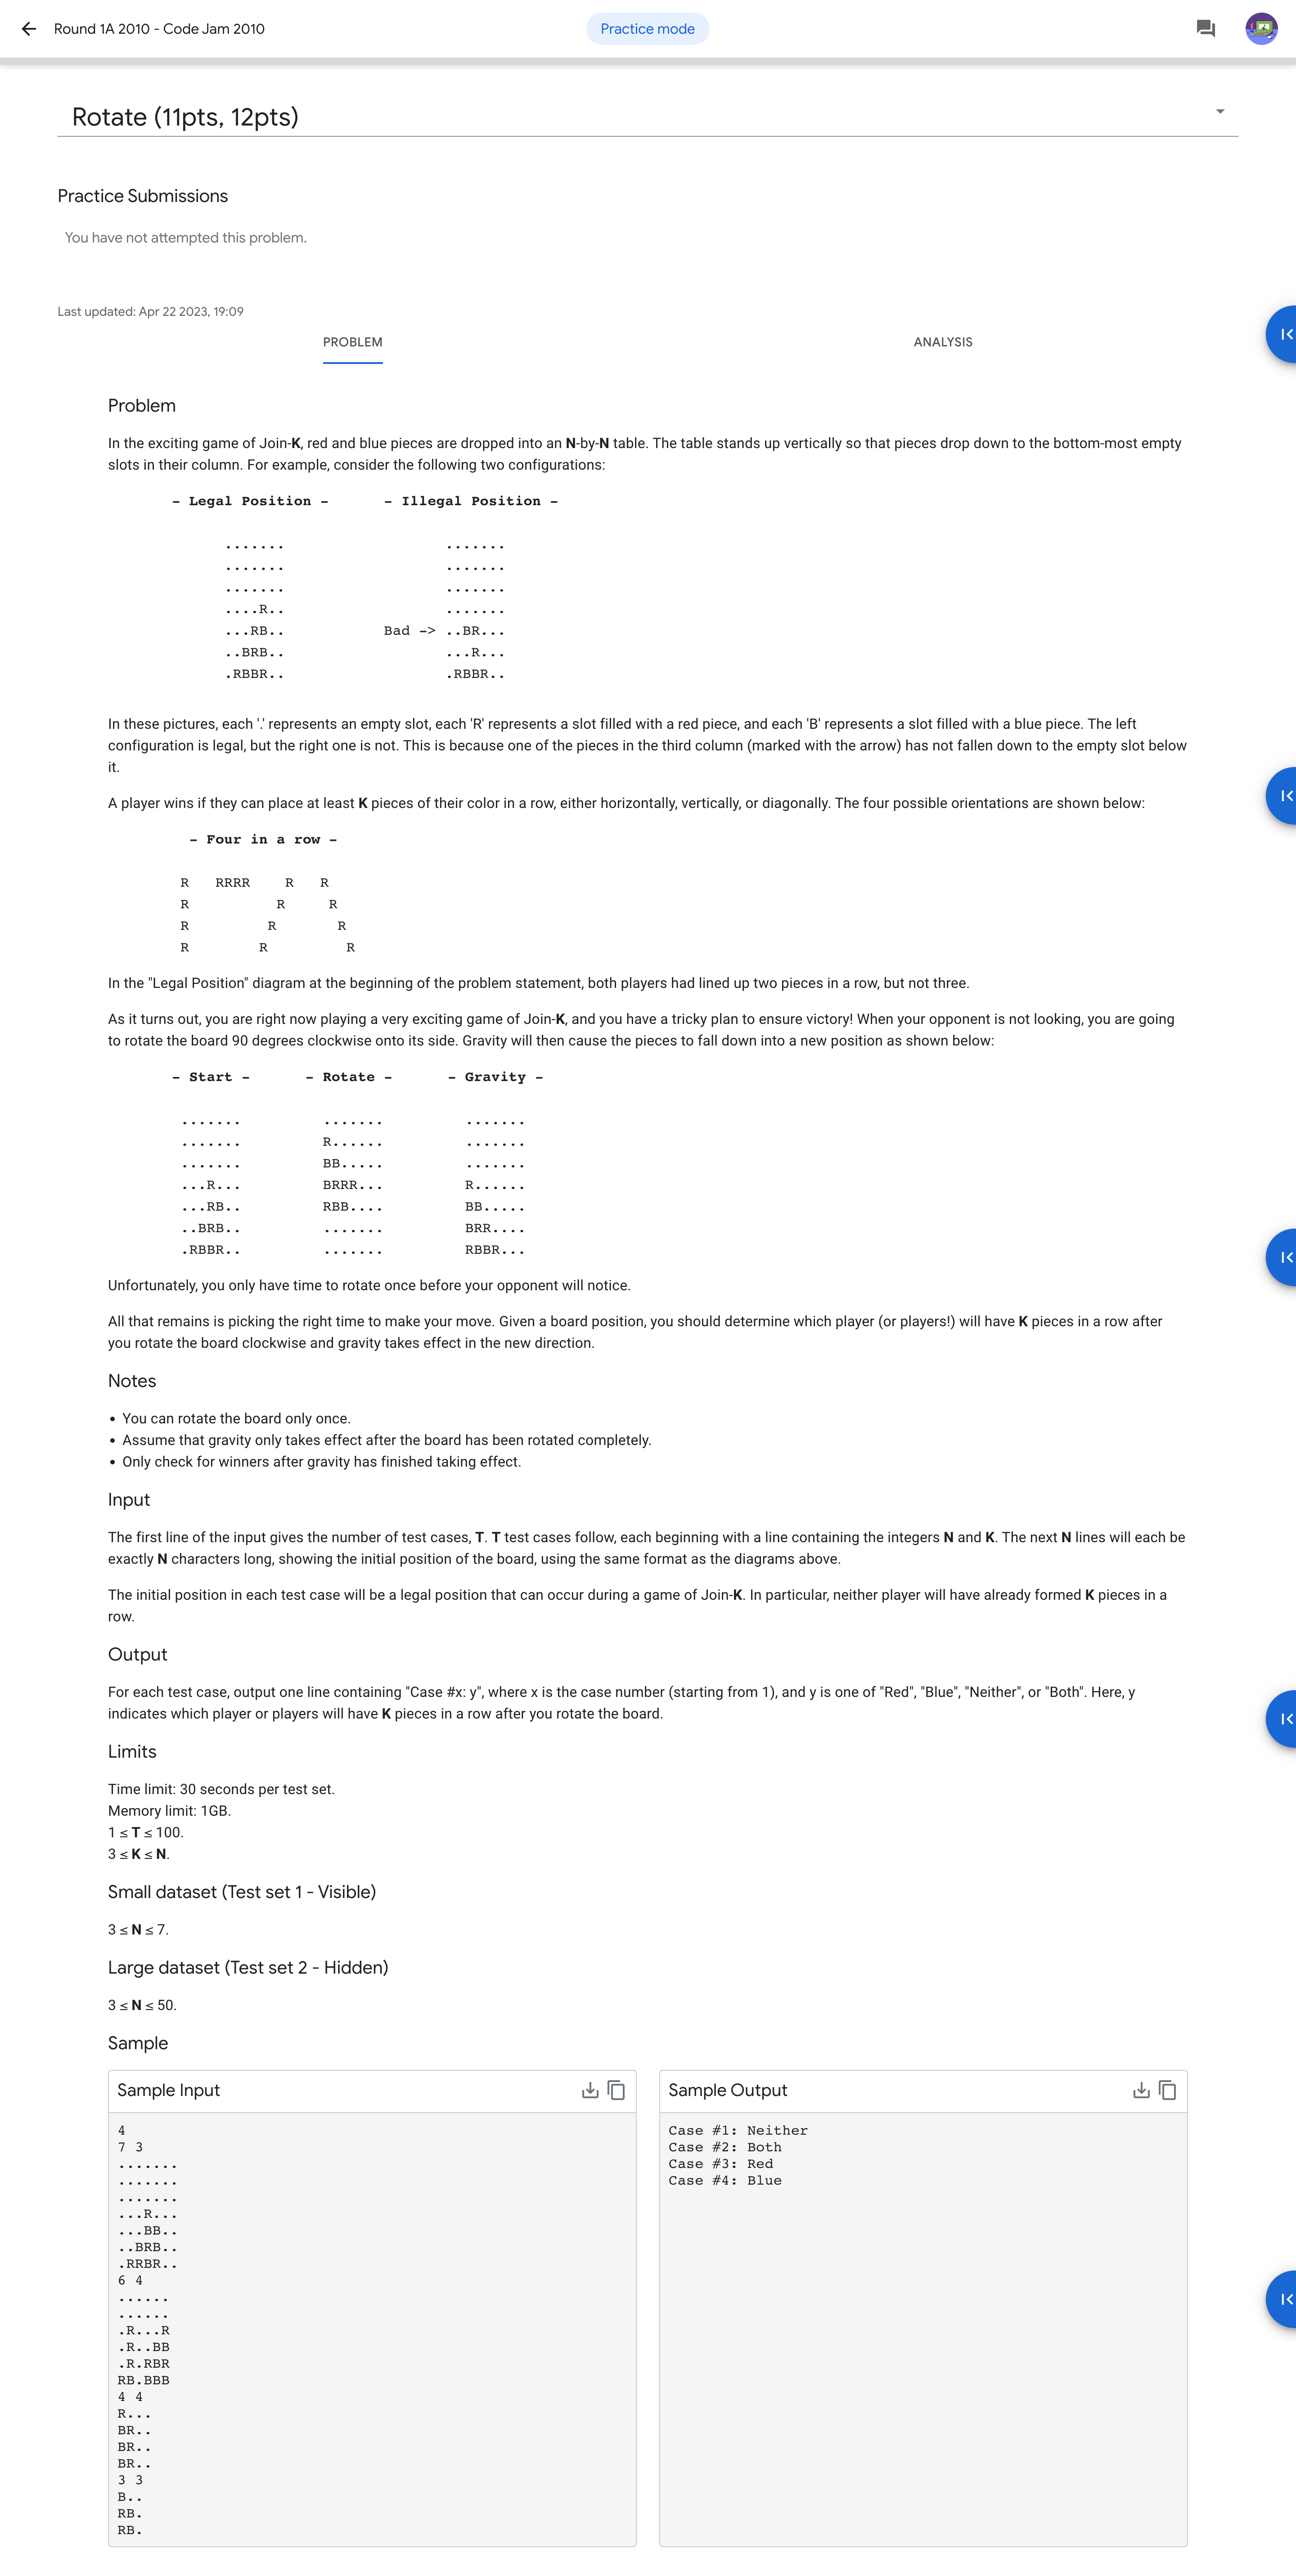 Round 1A 2010 - Code Jam 2010
Practice mode
Rotate (11pts, 12pts)
Practice Submissions
You have not attempted this problem.
Last updated: Apr 22 2023, 19:09
PROBLEM
ANALYSIS
Problem
In the exciting game of Join-K, red and blue pieces are dropped into an N-by-N table. The table stands up vertically so that pieces drop down to the bottom-most empty
slots in their column. For example, consider the following two configurations:
- Legal Position -      - Illegal Position -
.......                   .......
.......                   .......
.......                   .......
....R..                   .......
...RB..            Bad -> ..BR...
..BRB..                   ...R...
.RBBR..                   .RBBR..
In these pictures, each '.' represents an empty slot, each 'R' represents a slot filled with a red piece, and each 'B' represents a slot filled with a blue piece. The left
configuration is legal, but the right one is not. This is because one of the pieces in the third column (marked with the arrow) has not fallen down to the empty slot below
it.
A player wins if they can place at least K pieces of their color in a row, either horizontally, vertically, or diagonally. The four possible orientations are shown below:
- Four in a row -
R   RRRR    R   R
R          R     R
R         R       R
R        R         R
In the "Legal Position" diagram at the beginning of the problem statement, both players had lined up two pieces in a row, but not three.
As it turns out, you are right now playing a very exciting game of Join-K, and you have a tricky plan to ensure victory! When your opponent is not looking, you are going
to rotate the board 90 degrees clockwise onto its side. Gravity will then cause the pieces to fall down into a new position as shown below:
- Start -      - Rotate -      - Gravity -
.......         .......         .......
.......         R......         .......
.......         BB.....         .......
...R...         BRRR...         R......
...RB..         RBB....         BB.....
..BRB..         .......         BRR....
.RBBR..         .......         RBBR...
Unfortunately, you only have time to rotate once before your opponent will notice.
All that remains is picking the right time to make your move. Given a board position, you should determine which player (or players!) will have K pieces in a row after
you rotate the board clockwise and gravity takes effect in the new direction.
Notes
• You can rotate the board only once.
• Assume that gravity only takes effect after the board has been rotated completely.
• Only check for winners after gravity has finished taking effect.
Input
The first line of the input gives the number of test cases, T. T test cases follow, each beginning with a line containing the integers N and K. The next N lines will each be
exactly N characters long, showing the initial position of the board, using the same format as the diagrams above.
The initial position in each test case will be a legal position that can occur during a game of Join-K. In particular, neither player will have already formed K pieces in a
row.
Output
For each test case, output one line containing "Case #x: y", where x is the case number (starting from 1), and y is one of "Red", "Blue", "Neither", or "Both". Here, y
indicates which player or players will have K pieces in a row after you rotate the board.
Limits
Time limit: 30 seconds per test set.
Memory limit: 1GB.
1 ≤ T ≤ 100.
3 ≤ K ≤ N.
Small dataset (Test set 1 - Visible)
3 ≤ N ≤ 7.
Large dataset (Test set 2 - Hidden)
3 ≤ N ≤ 50.
Sample
Sample Input
4
7 3
.......
.......
.......
...R...
...BB..
..BRB..
.RRBR..
6 4
......
......
.R...R
.R..BB
.R.RBR
RB.BBB
4 4
R...
BR..
BR..
BR..
3 3
B..
RB.
RB.
Sample Output
Case #1: Neither
Case #2: Both
Case #3: Red
Case #4: Blue